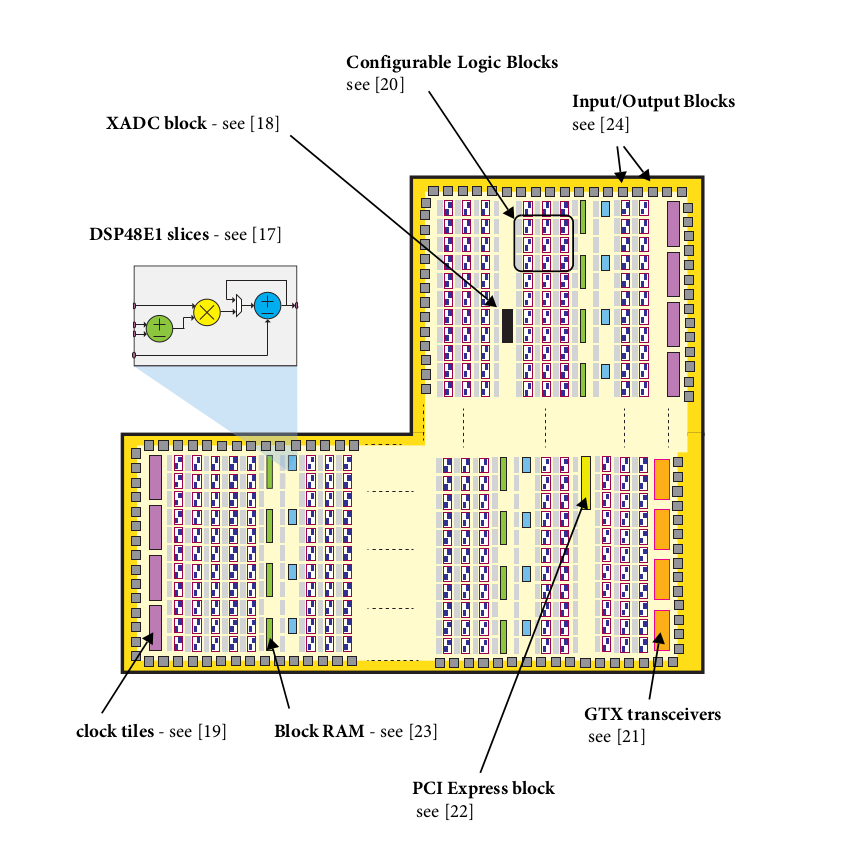 Configurable Logic Blocks
see [20]
Input/Output Blocks
see [24]
XADC block - see [18]
DSP48E1 slices - see [17]
+
−
×
+
−
clock tiles - see [19]
Block RAM - see [23]
GTX transceivers
see [21]
PCI Express block
see [22]